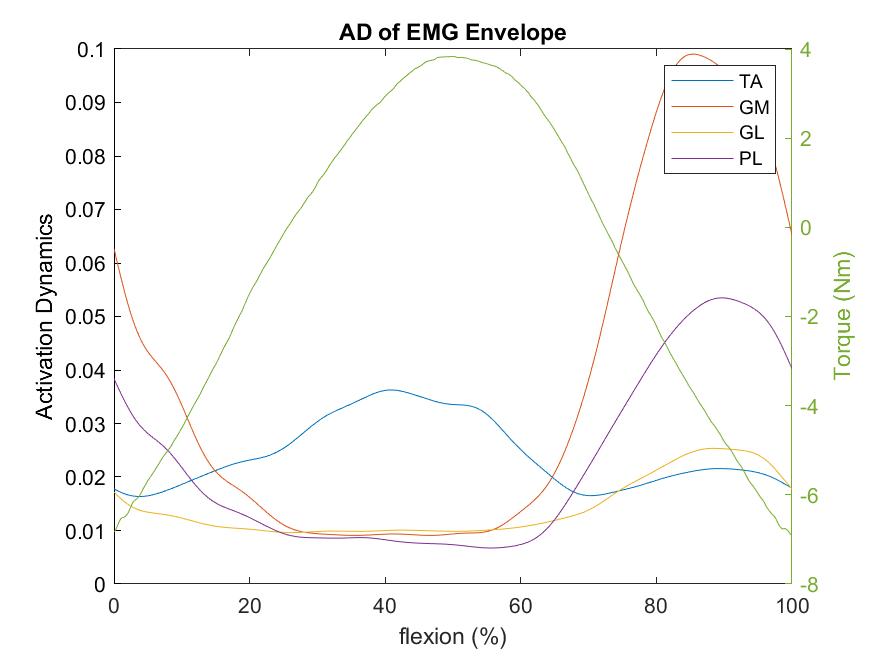 AD of EMG Envelope
0.1
0.09
0.08
0.07
0.06
0.05
0.04
0.03
0.02
0.01
0
Activation Dynamics
TA
GM
GL
PL
4
2
0
-2
-4
-6
-8
Torque (Nm)
0 20 40 60 80 100
flexion (%)